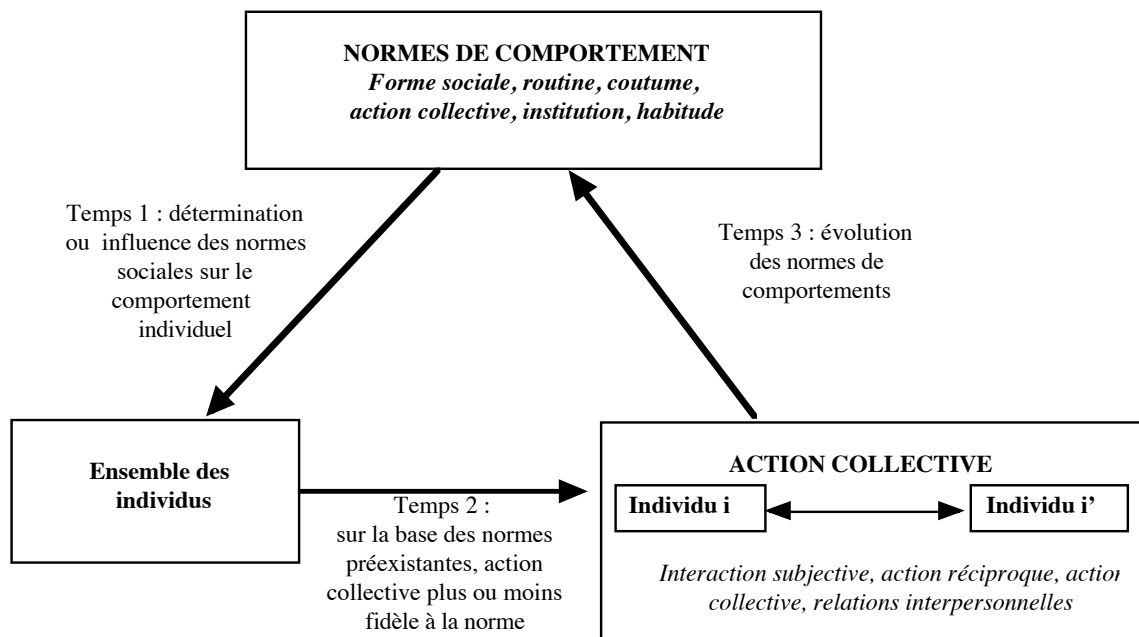 NORMES DE COMPORTEMENT
Forme sociale, routine, coutume,
action collective, institution, habitude
Temps 1 : détermination
ou influence des normes
sociales sur le
comportement
individuel
Temps 3 : évolution
des normes de
comportements
Ensemble des
individus
Temps 2 :
sur la base des normes
préexistantes, action
collective plus ou moins
fidèle à la norme
ACTION COLLECTIVE
Individu i
Individu i’
Interaction subjective, action réciproque, action
collective, relations interpersonnelles